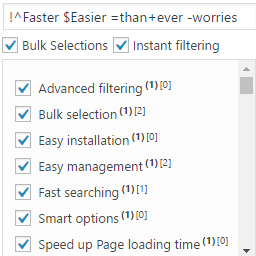 !^Faster $Easier =than+ever -worries
Bulk Selections Instant filtering
Advanced filtering (1) [0]
Bulk selection (1) [2]
Easy installation (1) [0]
Easy management (1) [2]
Fast searching (1) [1]
Smart options (1) [0]
Speed up Page loading time (1) [0]